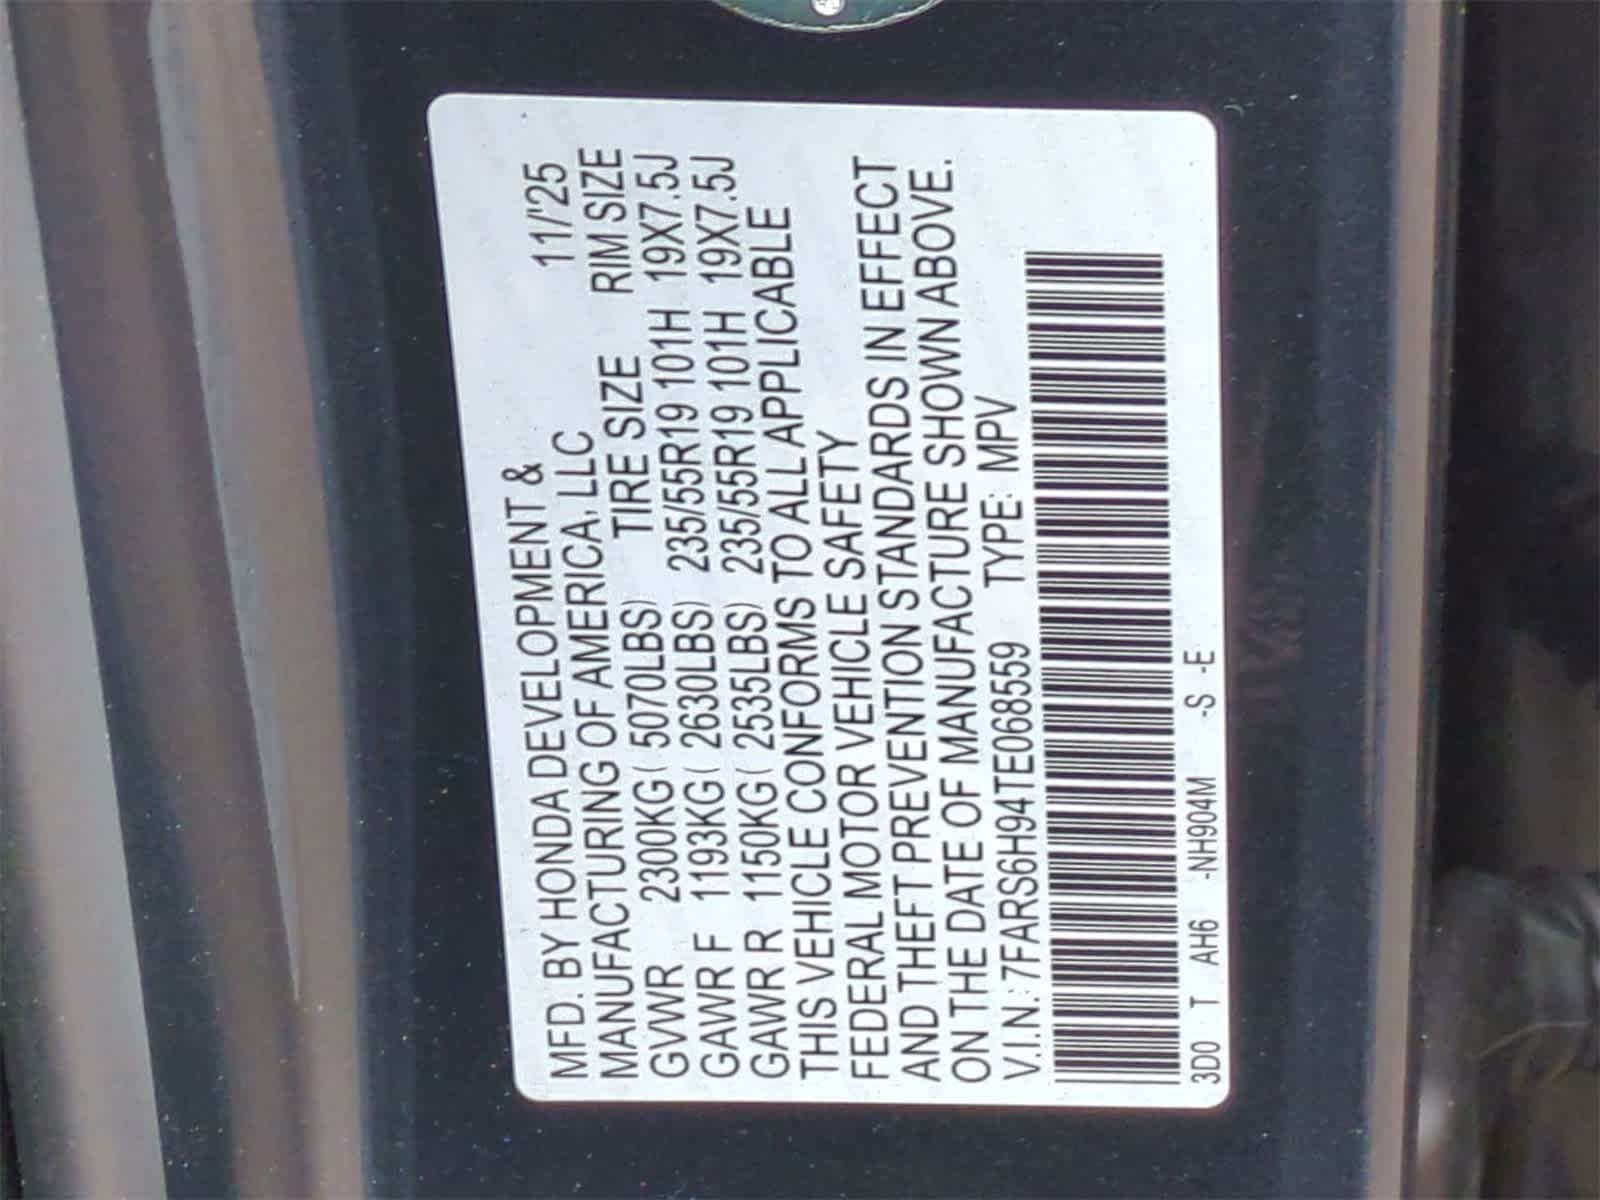 MFD. BY HONDA DEVELOPMENT & 11/'25
MANUFACTURING OF AMERICA, LLC
TIRE SIZE RIM SIZE
GVWR 2300KG( 5070LBS)
GAWR F 1193KG( 2630LBS) 235/55R19 101H 19X7.5J
GAWR R 1150KG( 2535LBS) 235/55R19 101H 19X7.5J
THIS VEHICLE CONFORMS TO ALL APPLICABLE
FEDERAL MOTOR VEHICLE SAFETY
AND THEFT PREVENTION STANDARDS IN EFFECT
ON THE DATE OF MANUFACTURE SHOWN ABOVE.
V.I.N.:7FARS6H94TE068559 TYPE: MPV
3D0 T AH6 -NH904M -S -E